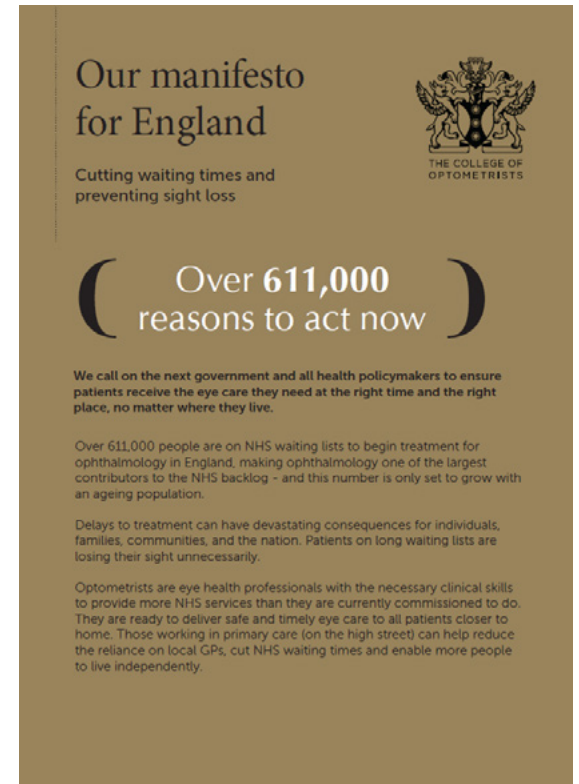 Our manifesto
for England
Cutting waiting times and
preventing sight loss
THE COLLEGE OF
OPTOMETRISTS
( Over 611,000
reasons to act now )
We call on the next government and all health policymakers to ensure
patients receive the eye care they need at the right time and the right
place, no matter where they live.
Over 611,000 people are on NHS waiting lists to begin treatment for
ophthalmology in England, making ophthalmology one of the largest
contributors to the NHS backlog - and this number is only set to grow with
an ageing population.
Delays to treatment can have devastating consequences for individuals,
families, communities, and the nation. Patients on long waiting lists are
losing their sight unnecessarily.
Optometrists are eye health professionals with the necessary clinical skills
to provide more NHS services than they are currently commissioned to do.
They are ready to deliver safe and timely eye care to all patients closer to
home. Those working in primary care (on the high street) can help reduce
the reliance on local GPs, cut NHS waiting times and enable more people
to live independently.